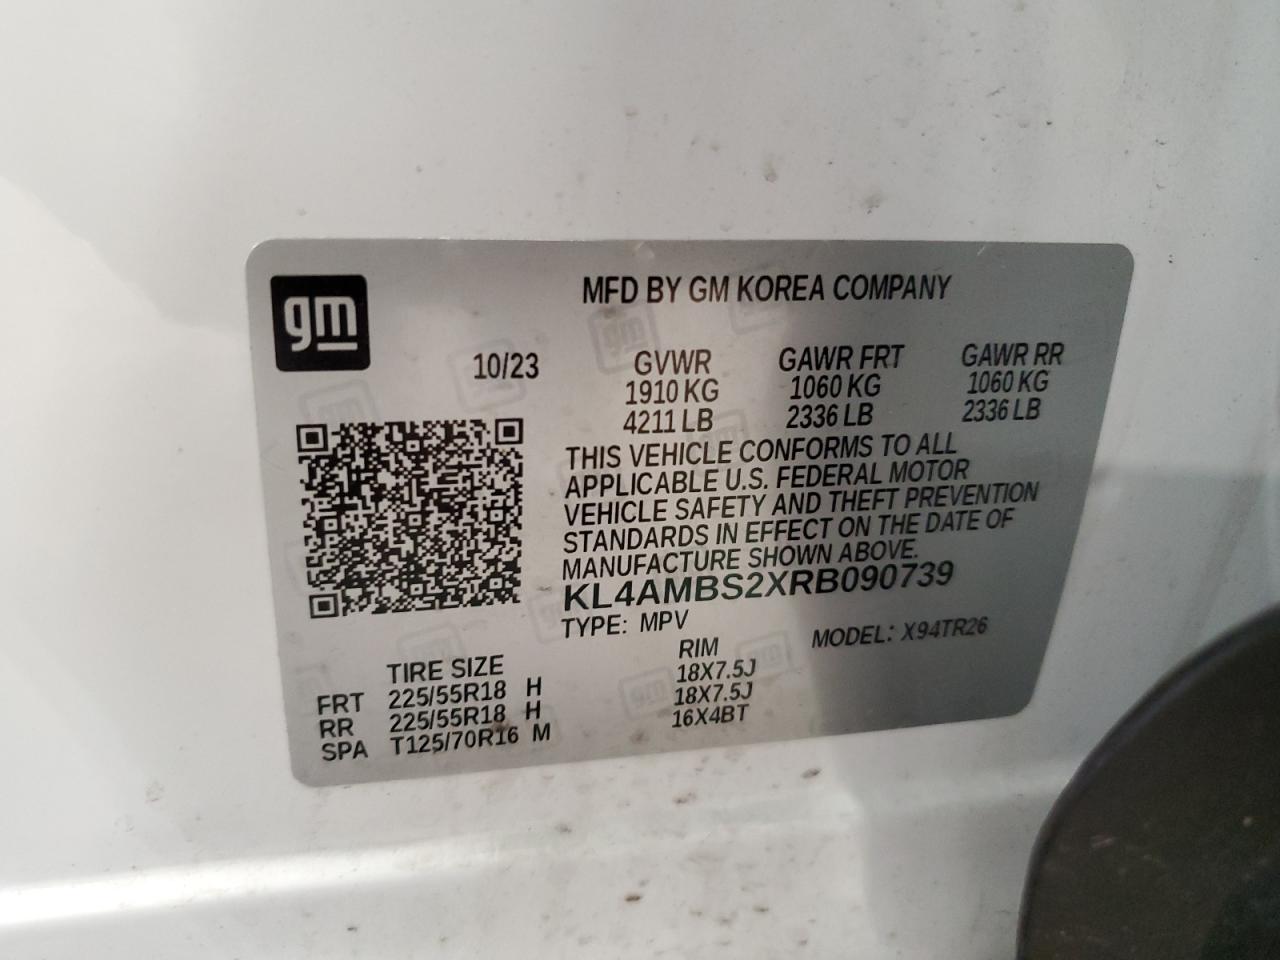 gm
MFD BY GM KOREA COMPANY
10/23 GVWR GAWR FRT GAWR RR
1910 KG 1060 KG 1060 KG
4211 LB 2336 LB 2336 LB
THIS VEHICLE CONFORMS TO ALL
APPLICABLE U.S. FEDERAL MOTOR
VEHICLE SAFETY AND THEFT PREVENTION
STANDARDS IN EFFECT ON THE DATE OF
MANUFACTURE SHOWN ABOVE.
KL4AMBS2XRB090739
TYPE: MPV MODEL: X94TR26
TIRE SIZE RIM
FRT 225/55R18 H 18X7.5J
RR 225/55R18 H 18X7.5J
SPA T125/70R16 M 16X4BT